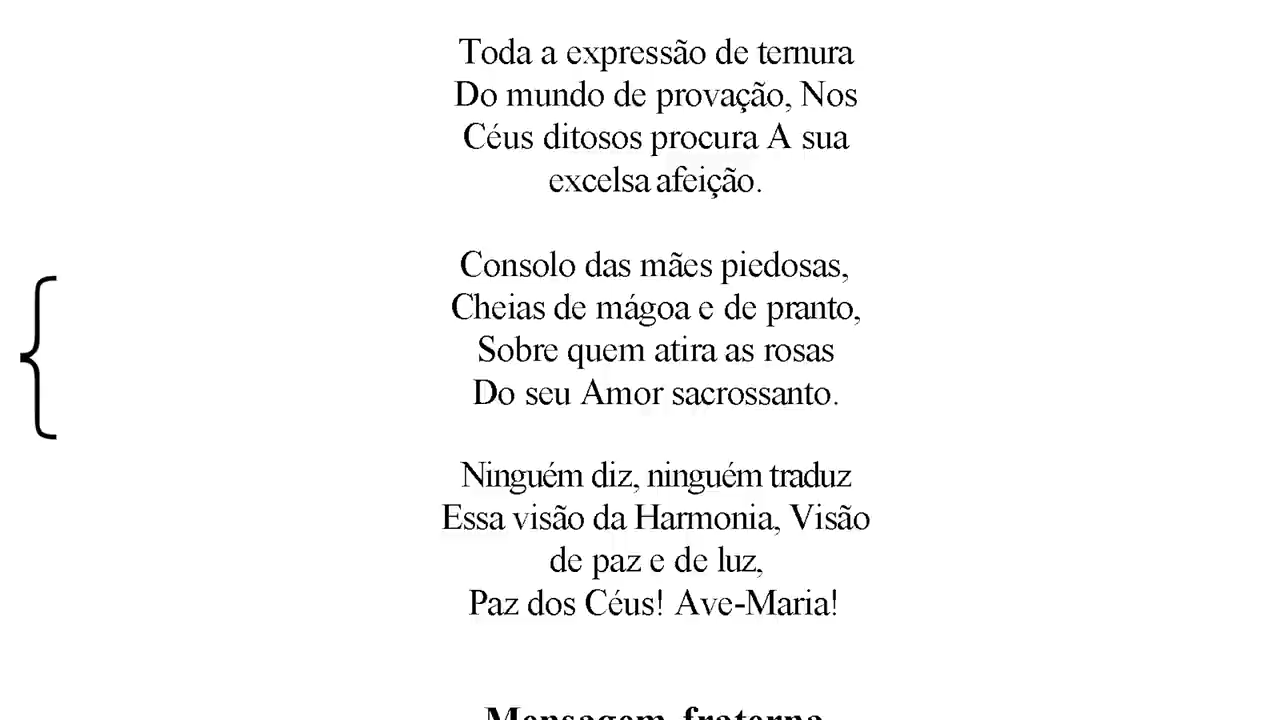 Toda a expressão de ternura
Do mundo de provação, Nos
Céus ditosos procura A sua
excelsa afeição.
Consolo das mães piedosas,
Cheias de mágoa e de pranto,
Sobre quem atira as rosas
Do seu Amor sacrossanto.
Ninguém diz, ninguém traduz
Essa visão da Harmonia, Visão
de paz e de luz,
Paz dos Céus! Ave-Maria!
Mensagem fraterna